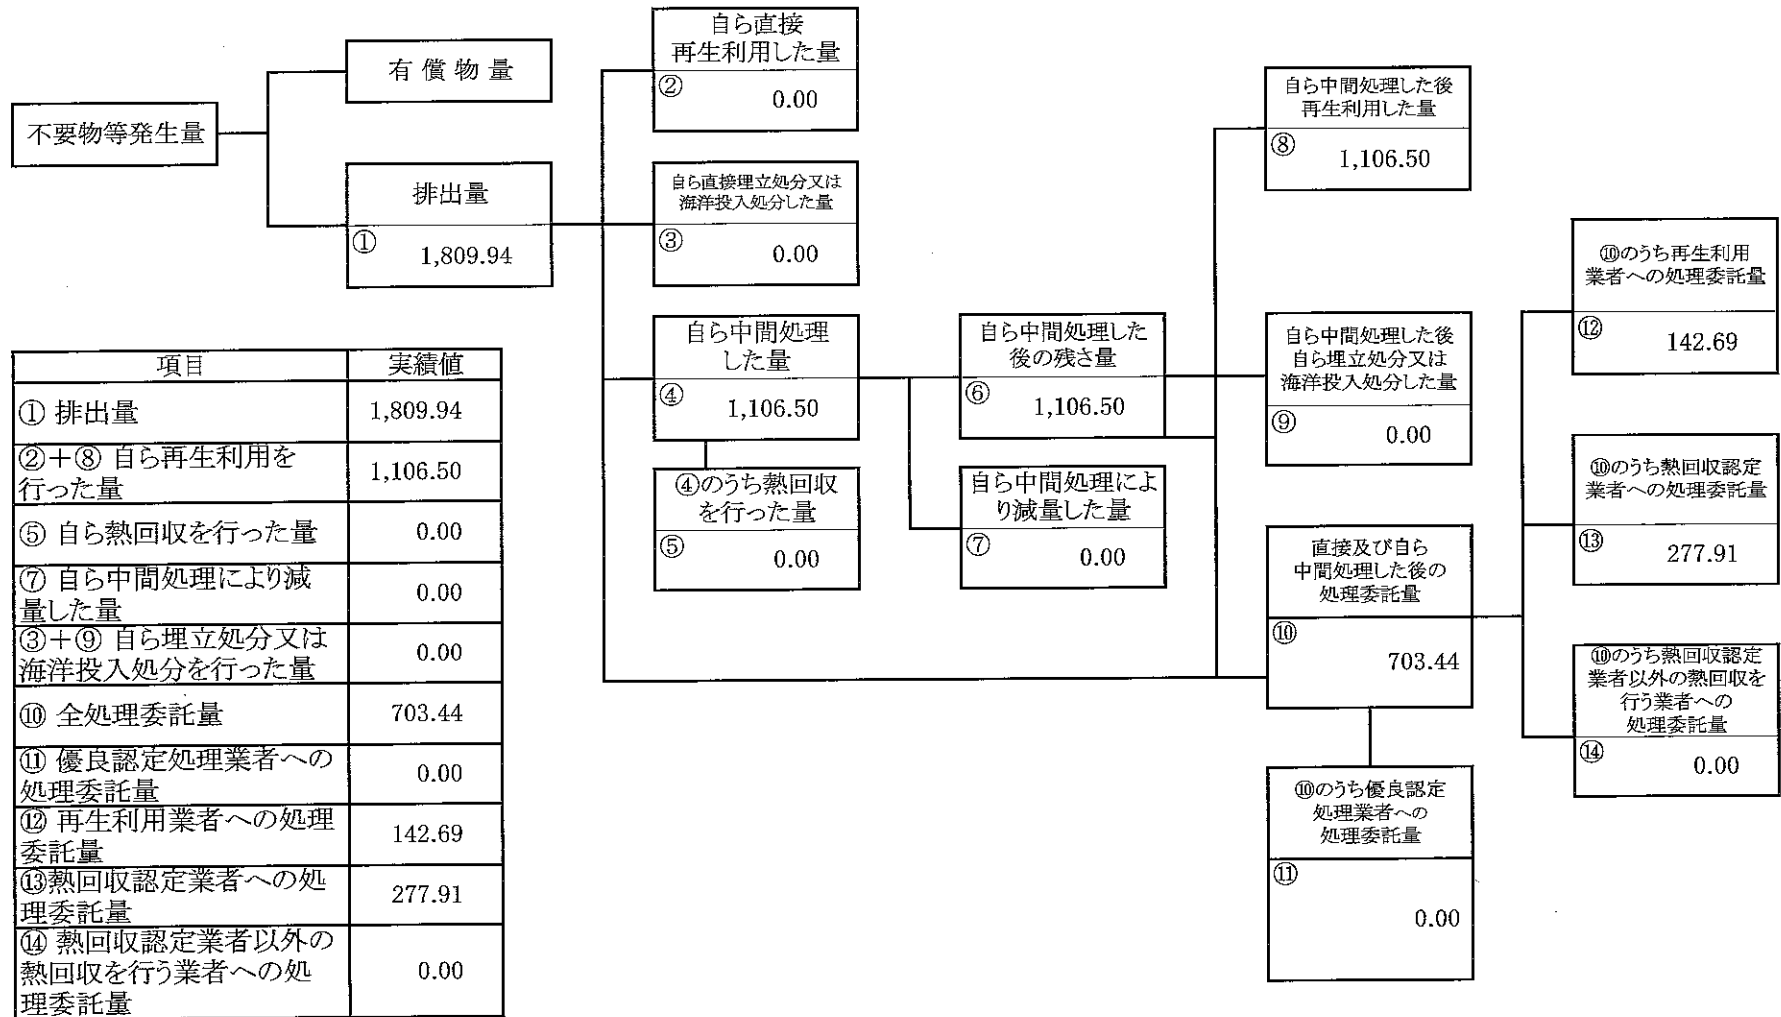 不要物等発生量
有償物量
排出量
①
1,809.94
自ら直接
再生利用した量
②
0.00
自ら直接埋立処分又は
海洋投入処分した量
③
0.00
自ら中間処理
した量
④
1,106.50
④のうち熱回収
を行った量
⑤
0.00
自ら中間処理した
後の残さ量
⑥
1,106.50
自ら中間処理によ
り減量した量
⑦
0.00
自ら中間処理した後
再生利用した量
⑧
1,106.50
自ら中間処理した後
自ら埋立処分又は
海洋投入処分した量
⑨
0.00
直接及び自ら
中間処理した後の
処理委託量
⑩
703.44
⑩のうち優良認定
処理業者への
処理委託量
⑪
0.00
⑩のうち再生利用
業者への処理委託量
⑫
142.69
⑩のうち熱回収認定
業者への処理委託量
⑬
277.91
⑩のうち熱回収認定
業者以外の熱回収を
行う業者への
処理委託量
⑭
0.00
項目 実績値
① 排出量 1,809.94
②+⑧ 自ら再生利用を
行った量 1,106.50
⑤ 自ら熱回収を行った量 0.00
⑦ 自ら中間処理により減
量した量 0.00
③+⑨ 自ら埋立処分又は
海洋投入処分を行った量 0.00
⑩ 全処理委託量 703.44
⑪ 優良認定処理業者への
処理委託量 0.00
⑫ 再生利用業者への処理
委託量 142.69
⑬熱回収認定業者への処
理委託量 277.91
⑭ 熱回収認定業者以外の
熱回収を行う業者への処
理委託量 0.00